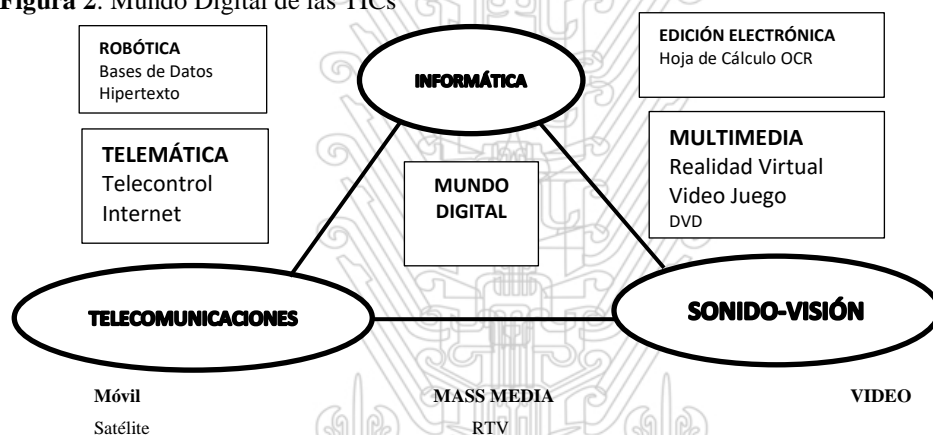 Figura 2. Mundo Digital de las TICs
ROBÓTICA
Bases de Datos
Hipertexto
INFORMÁTICA
EDICIÓN ELECTRÓNICA
Hoja de Cálculo OCR
TELEMÁTICA
Telecontrol
Internet
MUNDO
DIGITAL
MULTIMEDIA
Realidad Virtual
Video Juego
DVD
TELECOMUNICACIONES
SONIDO-VISIÓN
Móvil MASS MEDIA VIDEO
Satélite RTV